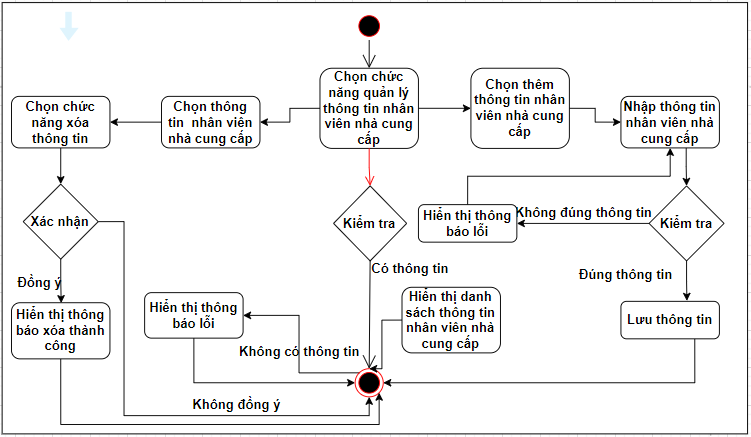 Chọn chức
năng quản lý
thông tin nhân
viên nhà cung
cấp
Chọn thêm
thông tin nhân
viên nhà cung
cấp
Nhập thông tin
nhân viên nhà
cung cấp
Chọn thông
tin nhân viên
nhà cung cấp
Chọn chức
năng xóa
thông tin
Xác nhận
Kiểm tra
Hiển thị thông
báo lỗi
Không đúng thông tin
Kiểm tra
Có thông tin
Đúng thông tin
Đồng ý
Hiển thị thông
báo xóa thành
công
Hiển thị thông
báo lỗi
Hiển thị danh
sách thông tin
nhân viên nhà
cung cấp
Lưu thông tin
Không có thông tin
Không đồng ý